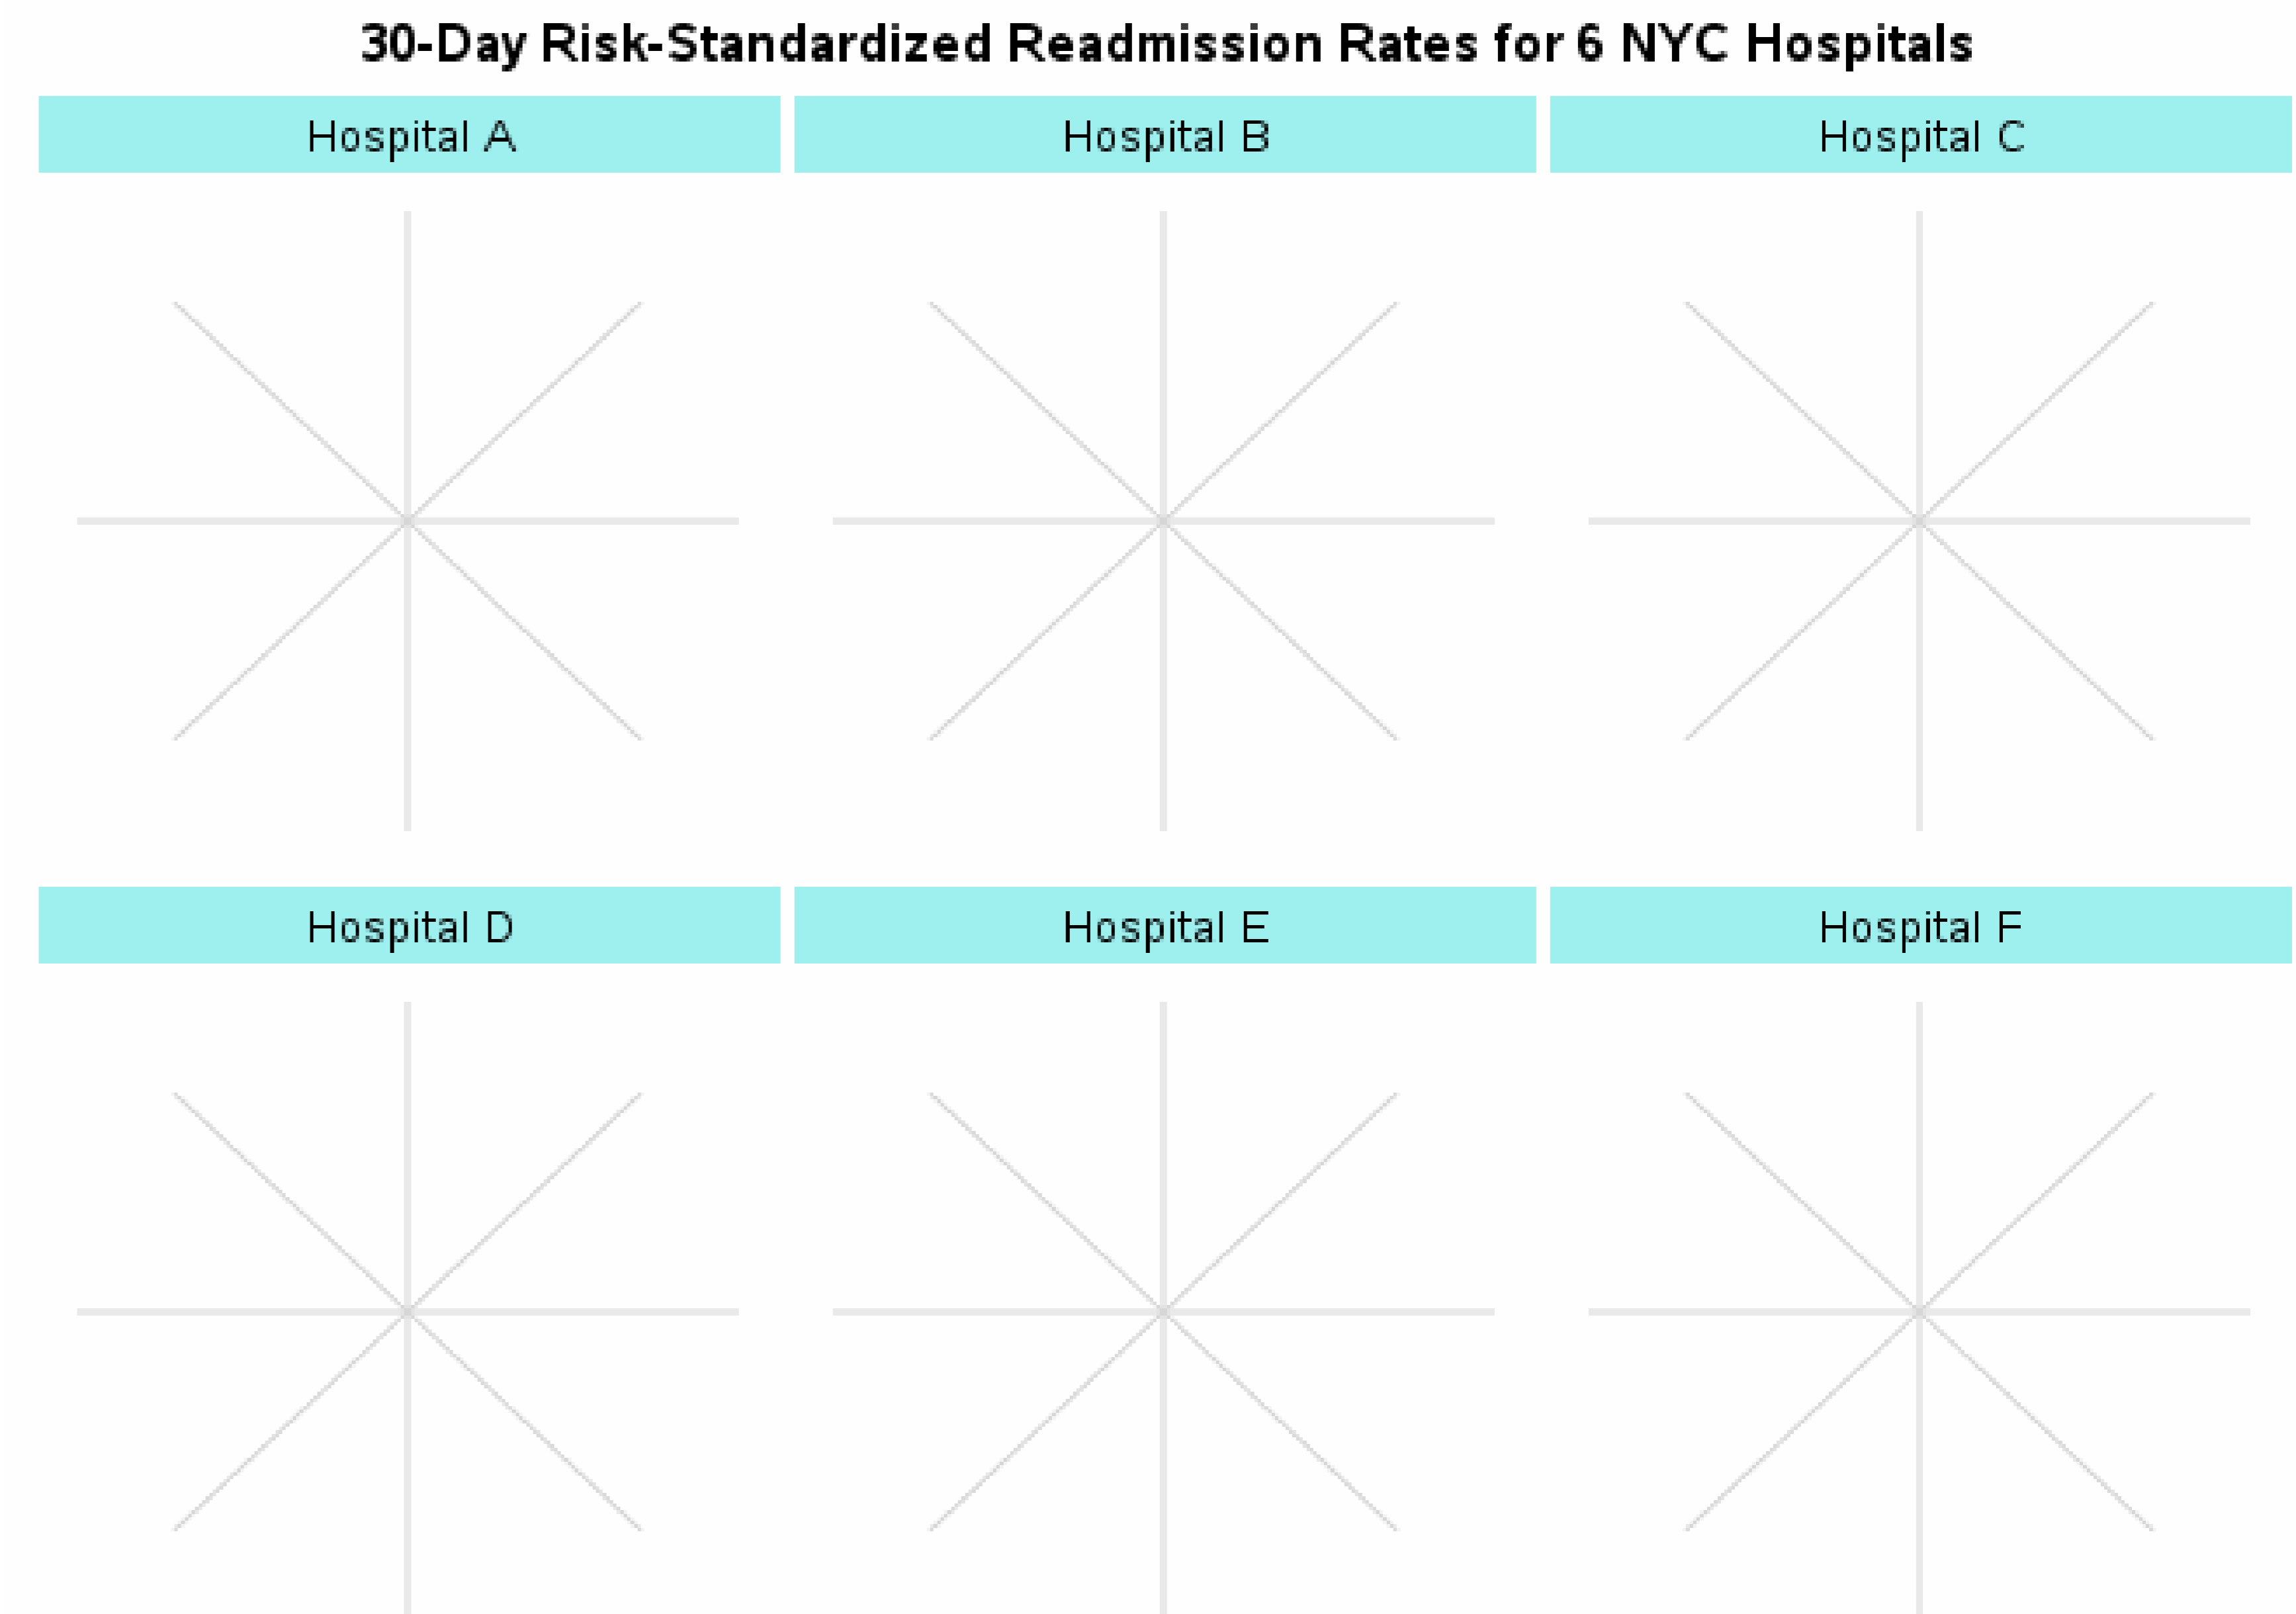 30-Day Risk-Standardized Readmission Rates for 6 NYC Hospitals
Hospital A
Hospital B
Hospital C
Hospital D
Hospital E
Hospital F